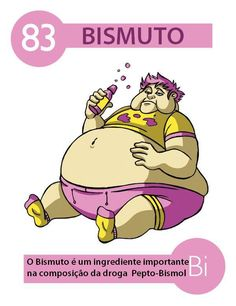 83 BISMUTO
O Bismuto é um ingrediente importante
na composição da droga Pepto-Bismol
Bi